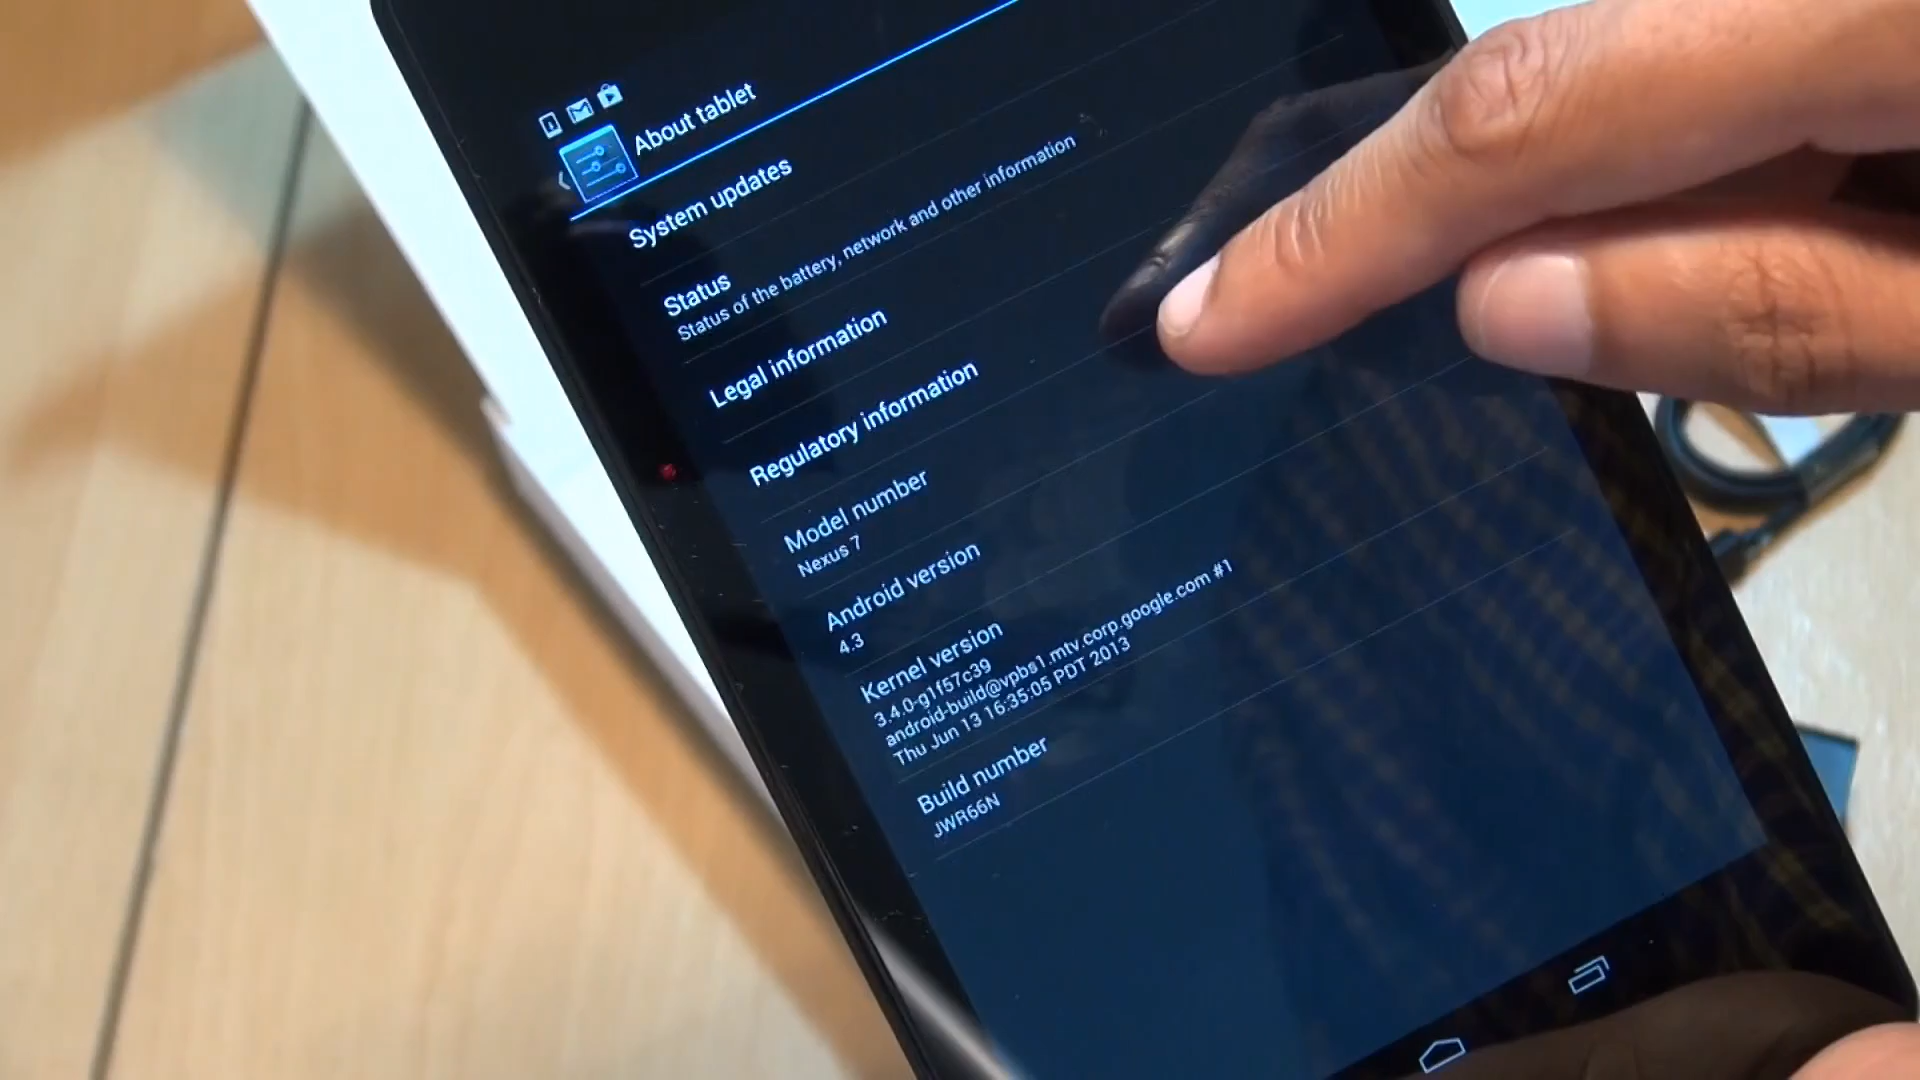 About tablet
System updates
Status
Status of the battery, network and other information
Legal information
Regulatory information
Model number
Nexus 7
Android version
4.3
Kernel version
3.4.0-g1f57c39
android-build@vpbs1.mtv.corp.google.com #1
Thu Jun 13 16:35:05 PDT 2013
Build number
JWR66N